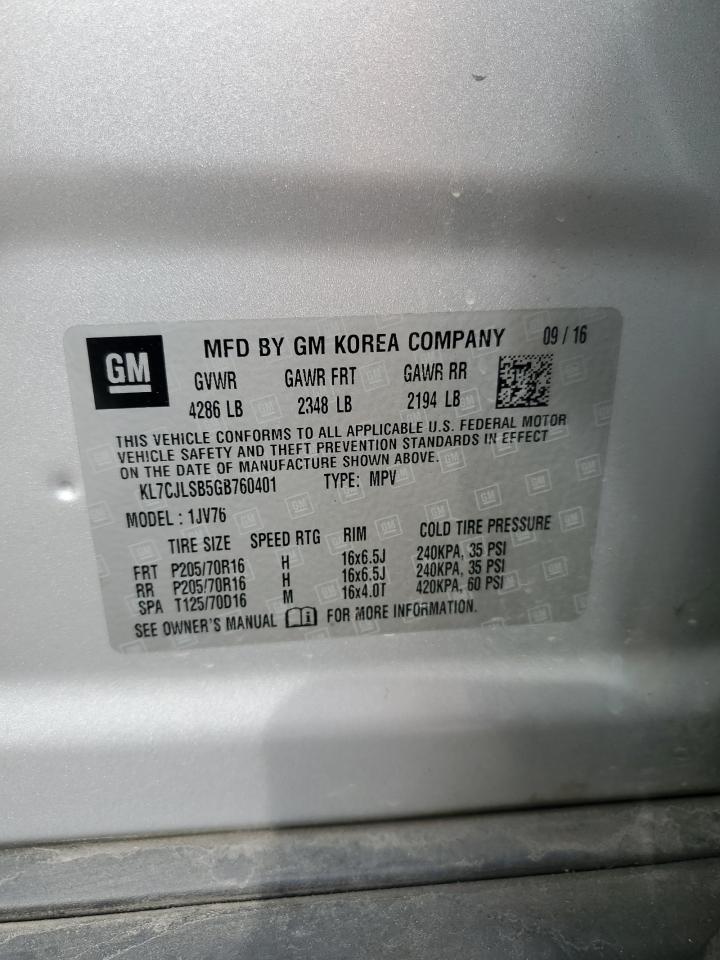 GM
MFD BY GM KOREA COMPANY 09 / 16
GVWR GAWR FRT GAWR RR
4286 LB 2348 LB 2194 LB
THIS VEHICLE CONFORMS TO ALL APPLICABLE U.S. FEDERAL MOTOR
VEHICLE SAFETY AND THEFT PREVENTION STANDARDS IN EFFECT
ON THE DATE OF MANUFACTURE SHOWN ABOVE.
KL7CJLSB5GB760401 TYPE: MPV
MODEL : 1JV76
TIRE SIZE SPEED RTG RIM COLD TIRE PRESSURE
FRT P205/70R16 H 16x6.5J 240KPA, 35 PSI
RR P205/70R16 H 16x6.5J 240KPA, 35 PSI
SPA T125/70D16 M 16x4.0T 420KPA, 60 PSI
SEE OWNER'S MANUAL FOR MORE INFORMATION.